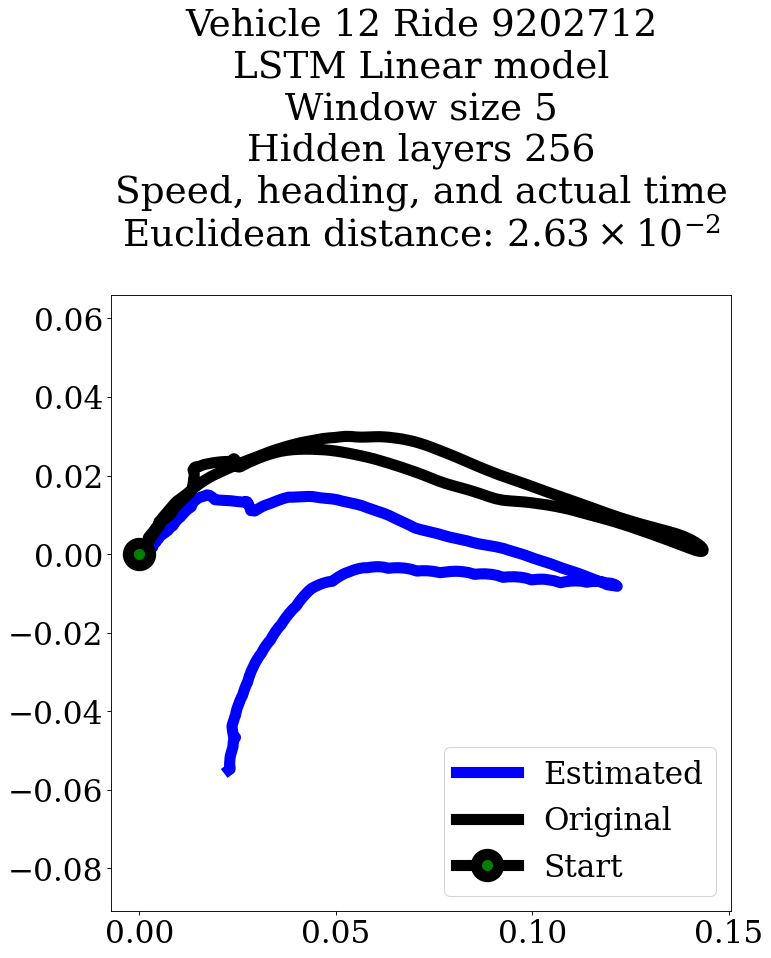 Vehicle 12 Ride 9202712
LSTM Linear model
Window size 5
Hidden layers 256
Speed, heading, and actual time
Euclidean distance: 2.63 × 10⁻²
0.06
0.04
0.02
0.00
−0.02
−0.04
−0.06
−0.08
Estimated
Original
Start
0.00 0.05 0.10 0.15